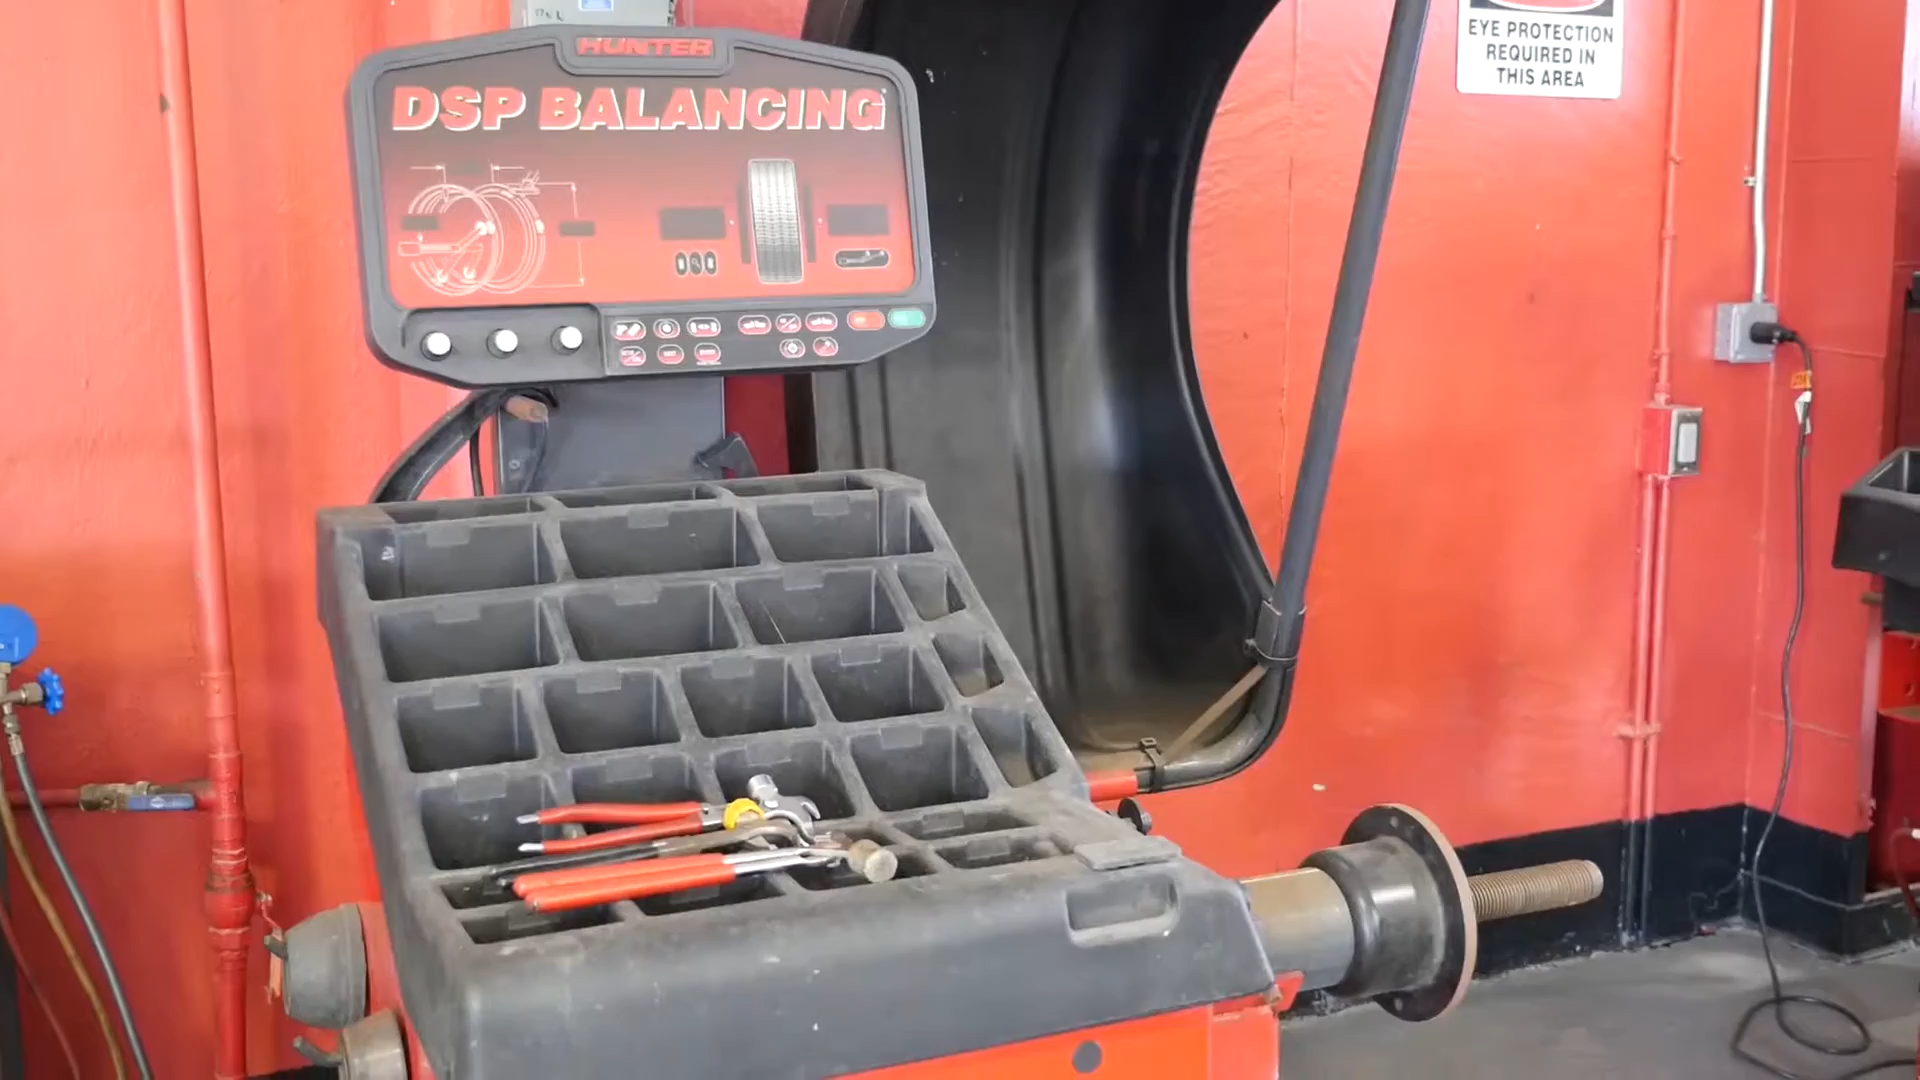 HUNTER
DSP BALANCING
EYE PROTECTION
REQUIRED IN
THIS AREA